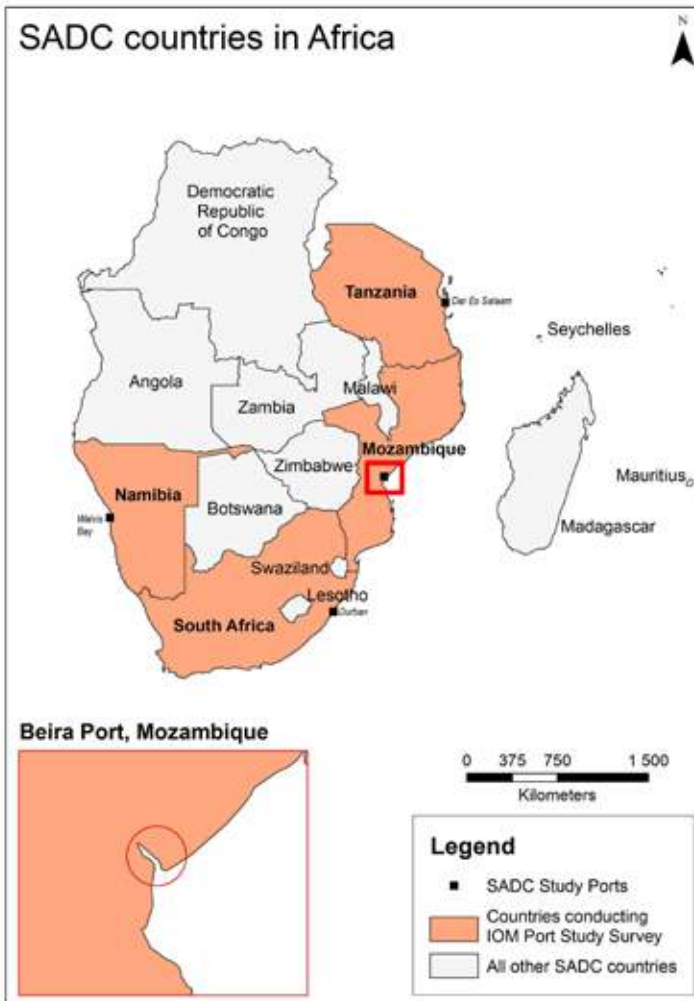 SADC countries in Africa
N
Democratic
Republic
of Congo
Tanzania
Dar Es Salaam
Seychelles
Angola
Malawi
Zambia
Mozambique
Zimbabwe
Namibia
Mauritius
Botswana
Walvis
Bay
Madagascar
Swaziland
Lesotho
Durban
South Africa
Beira Port, Mozambique
0 375 750 1 500
Kilometers
Legend
SADC Study Ports
Countries conducting
IOM Port Study Survey
All other SADC countries